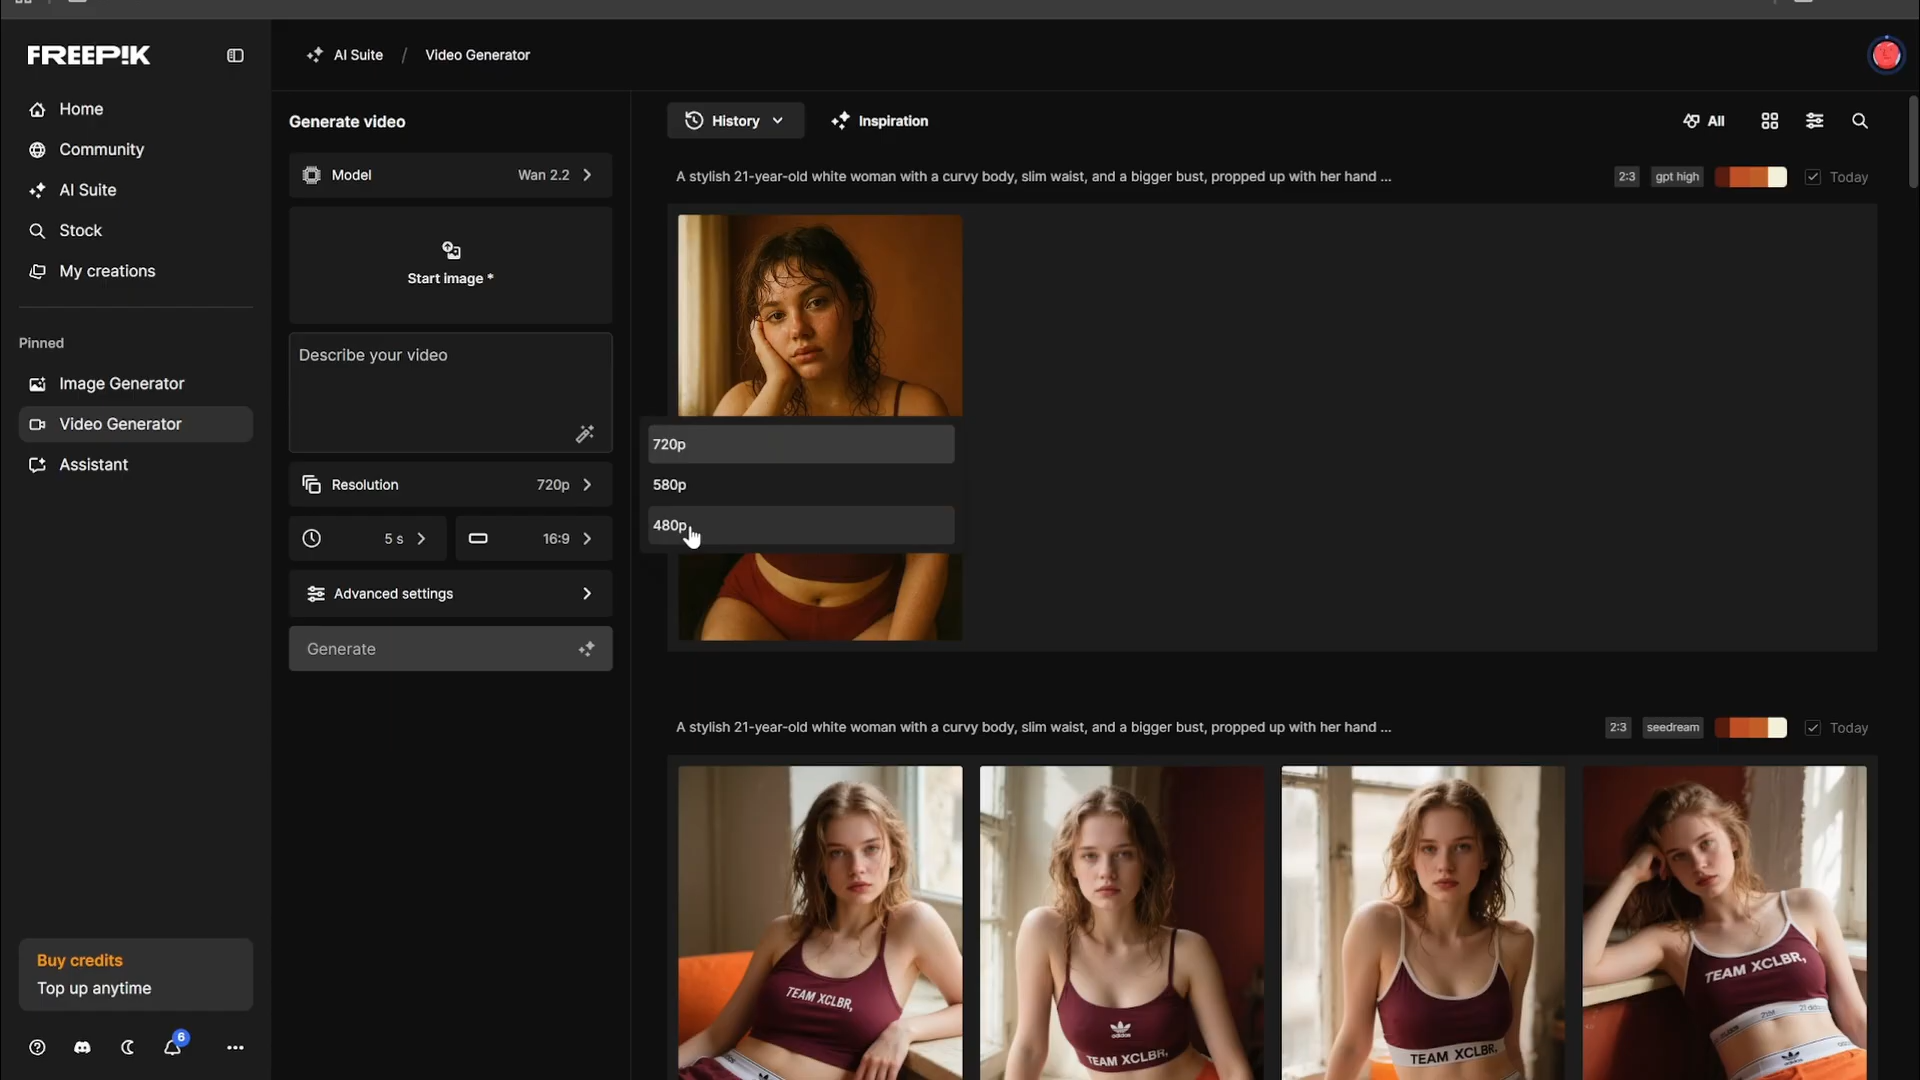 FREEP!K
AI Suite / Video Generator
Home
Community
AI Suite
Stock
My creations
Pinned
Image Generator
Video Generator
Assistant
Buy credits
Top up anytime
6
Generate video
Model Wan 2.2
Start image *
Describe your video
Resolution 720p
5 s 16:9
Advanced settings
Generate
History Inspiration All
A stylish 21-year-old white woman with a curvy body, slim waist, and a bigger bust, propped up with her hand ... 2:3 gpt high Today
720p
580p
480p
A stylish 21-year-old white woman with a curvy body, slim waist, and a bigger bust, propped up with her hand ... 2:3 seedream Today
TEAM XCLBR,
adidas
TEAM XCLBR,
TEAM XCLBR,
TEAM XCLBR,